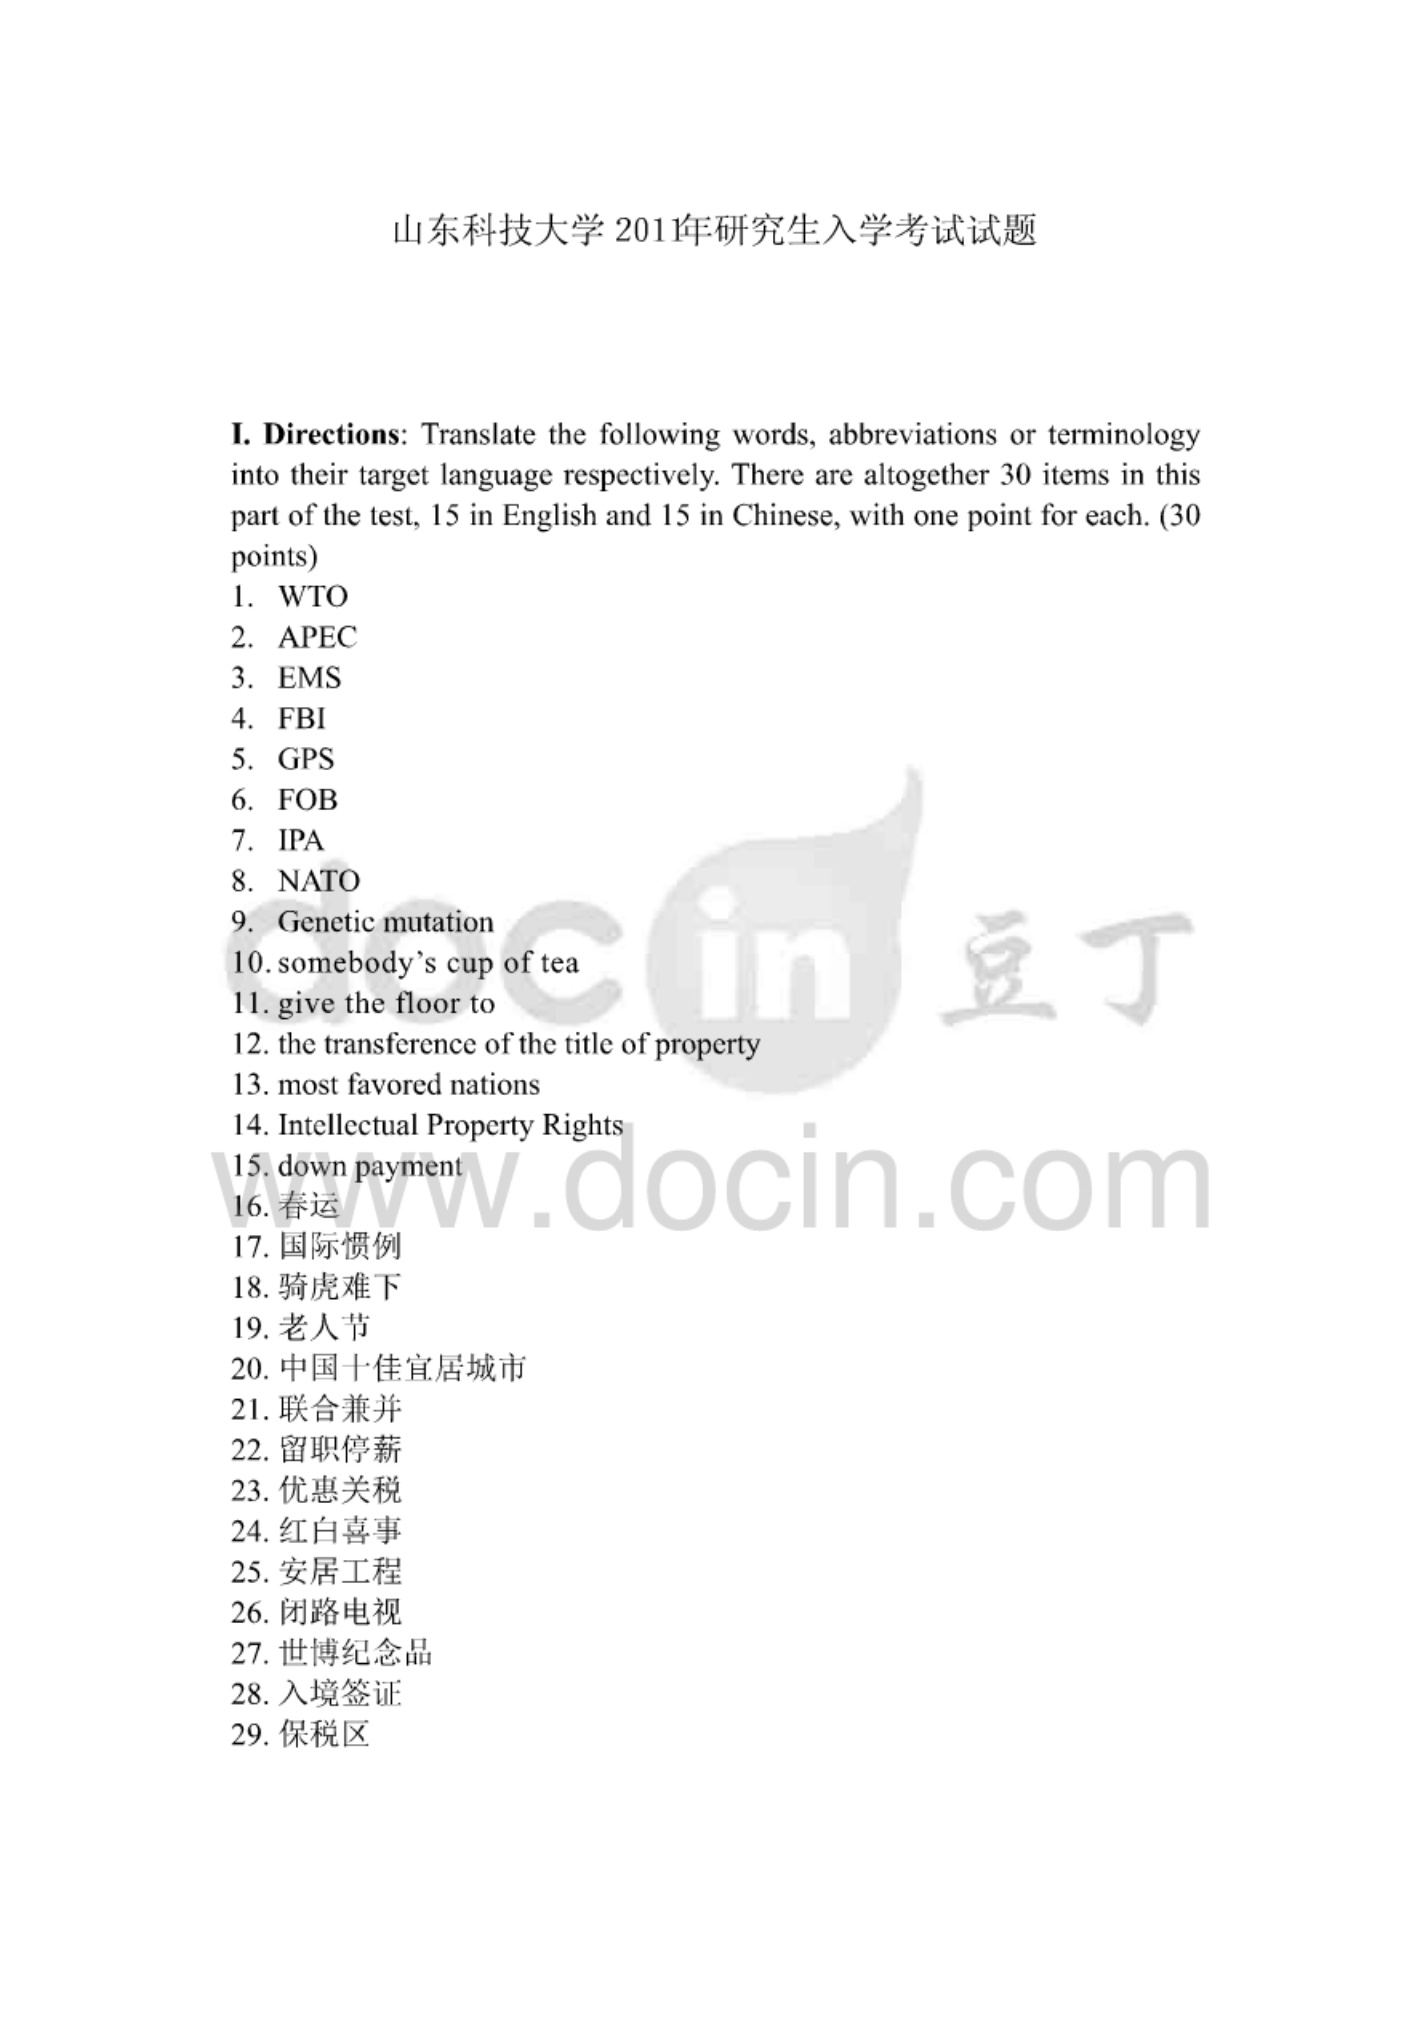 山东科技大学 2011年研究生入学考试试题
I. Directions: Translate the following words, abbreviations or terminology
into their target language respectively. There are altogether 30 items in this
part of the test, 15 in English and 15 in Chinese, with one point for each. (30
points)
1. WTO
2. APEC
3. EMS
4. FBI
5. GPS
6. FOB
7. IPA
8. NATO
9. Genetic mutation
10. somebody's cup of tea
11. give the floor to
12. the transference of the title of property
13. most favored nations
14. Intellectual Property Rights
15. down payment
16. 春运
17. 国际惯例
18. 骑虎难下
19. 老人节
20. 中国十佳宜居城市
21. 联合兼并
22. 留职停薪
23. 优惠关税
24. 红白喜事
25. 安居工程
26. 闭路电视
27. 世博纪念品
28. 入境签证
29. 保税区
docin 豆丁
www.docin.com